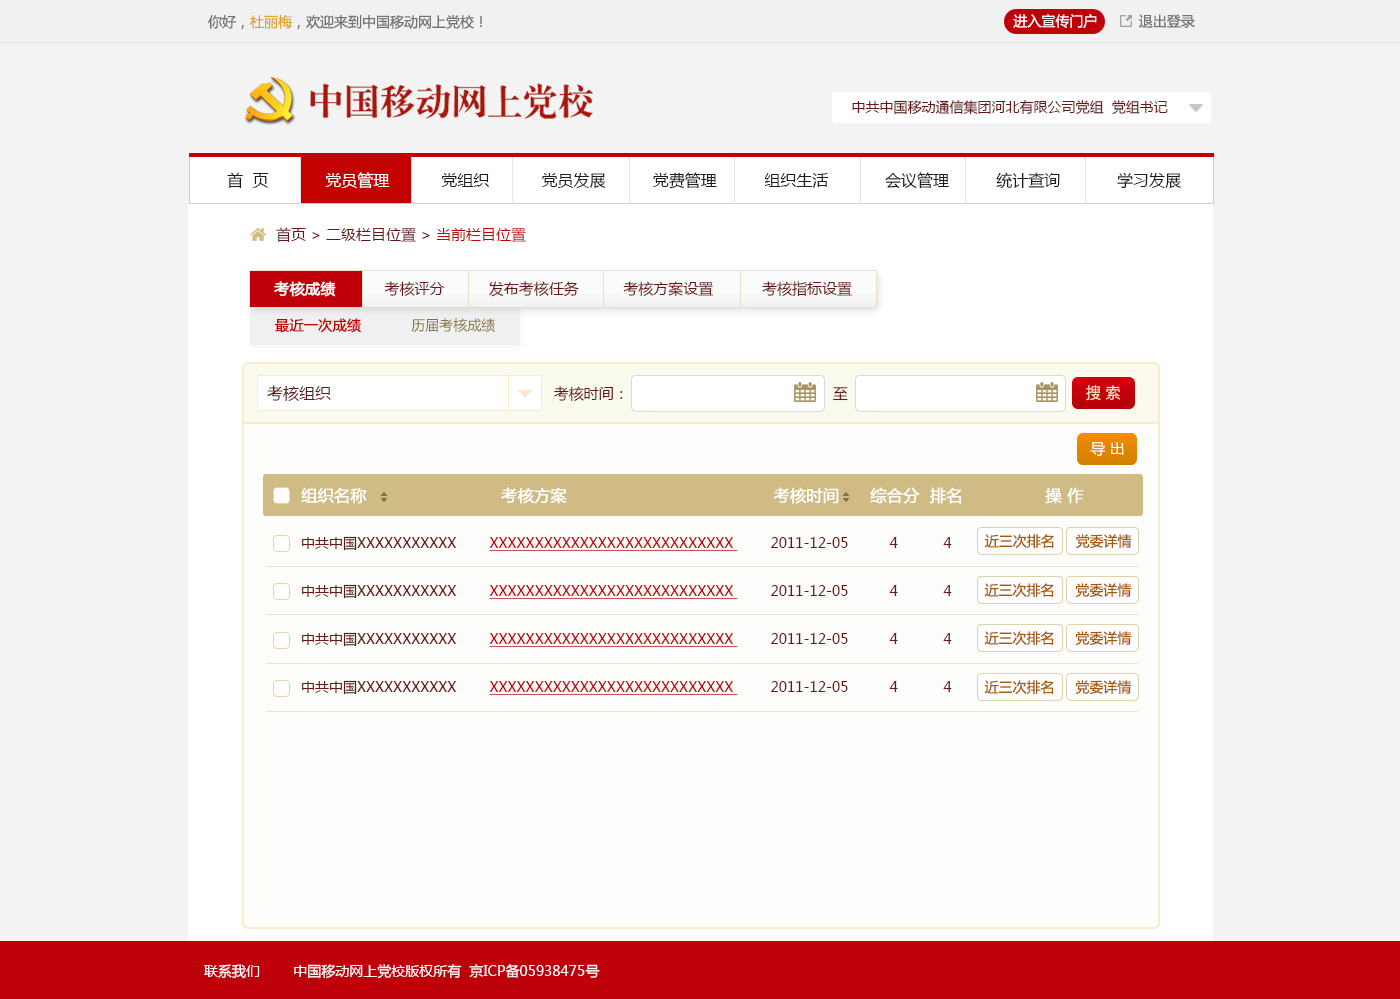 你好，杜丽梅，欢迎来到中国移动网上党校！ 进入宣传门户 退出登录
中国移动网上党校
中共中国移动通信集团河北有限公司党组 党组书记
首 页 党员管理 党组织 党员发展 党费管理 组织生活 会议管理 统计查询 学习发展
首页 > 二级栏目位置 > 当前栏目位置
考核成绩 考核评分 发布考核任务 考核方案设置 考核指标设置
最近一次成绩 历届考核成绩
考核组织 考核时间： 至 搜 索
导 出
组织名称 考核方案 考核时间 综合分 排名 操 作
中共中国XXXXXXXXXXX XXXXXXXXXXXXXXXXXXXXXXXXXXX 2011-12-05 4 4 近三次排名 党委详情
中共中国XXXXXXXXXXX XXXXXXXXXXXXXXXXXXXXXXXXXXX 2011-12-05 4 4 近三次排名 党委详情
中共中国XXXXXXXXXXX XXXXXXXXXXXXXXXXXXXXXXXXXXX 2011-12-05 4 4 近三次排名 党委详情
中共中国XXXXXXXXXXX XXXXXXXXXXXXXXXXXXXXXXXXXXX 2011-12-05 4 4 近三次排名 党委详情
联系我们 中国移动网上党校版权所有 京ICP备05938475号